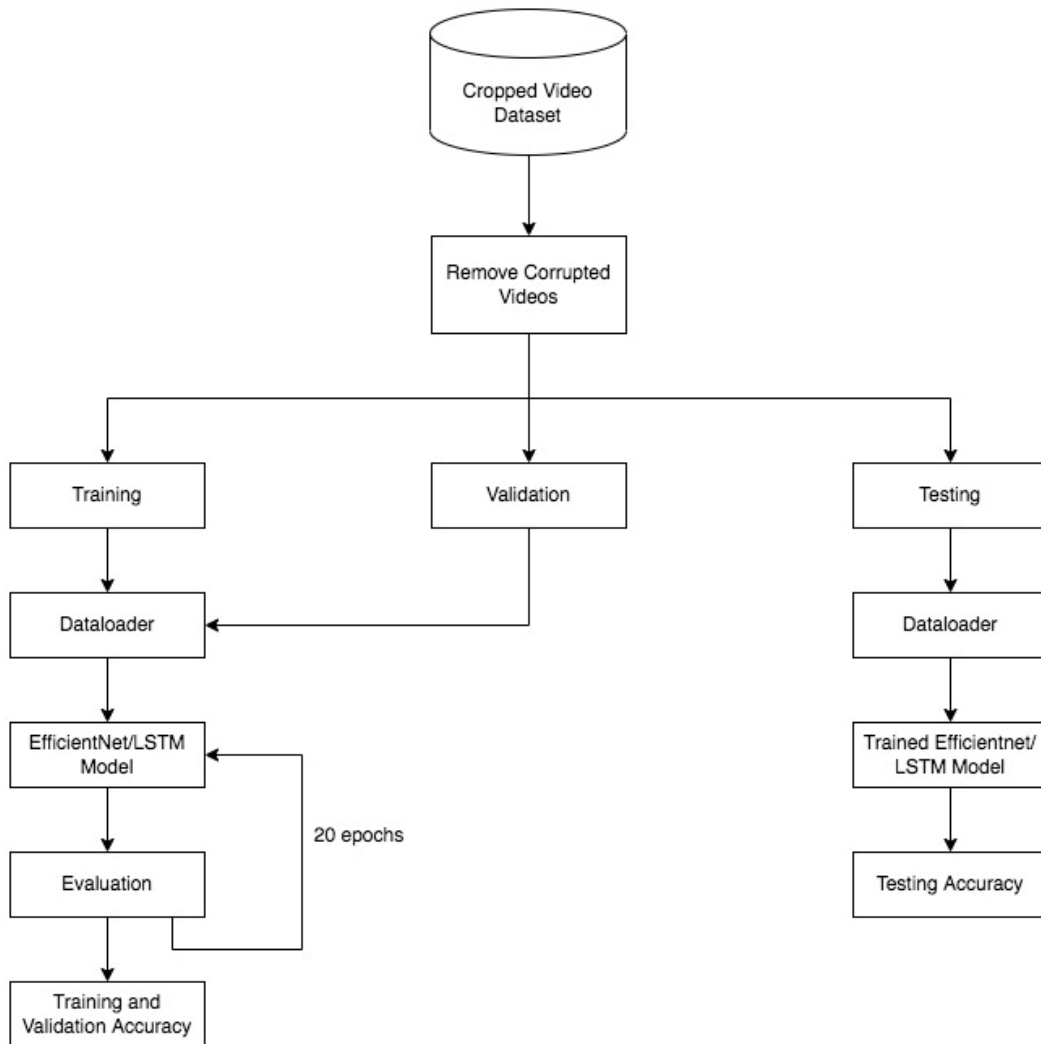 Cropped Video
Dataset
Remove Corrupted
Videos
Training
Validation
Testing
Dataloader
Dataloader
EfficientNet/LSTM
Model
Trained Efficientnet/
LSTM Model
20 epochs
Evaluation
Testing Accuracy
Training and
Validation Accuracy